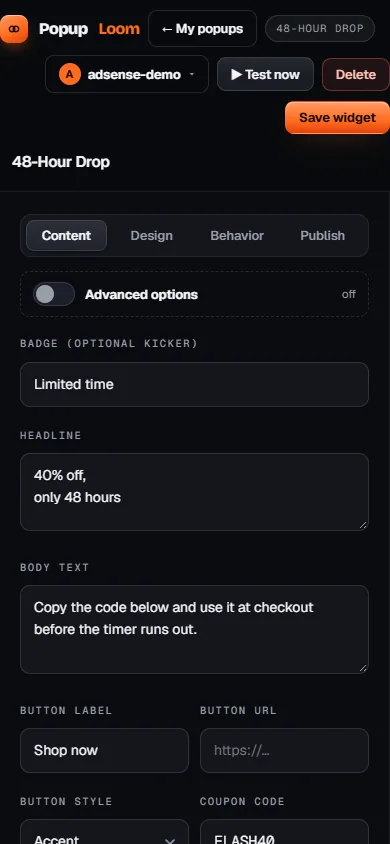 Popup Loom
← My popups
48-HOUR DROP
A
adsense-demo
▶ Test now
Delete
Save widget
48-Hour Drop
Content
Design
Behavior
Publish
Advanced options
off
BADGE (OPTIONAL KICKER)
Limited time
HEADLINE
40% off,
only 48 hours
BODY TEXT
Copy the code below and use it at checkout
before the timer runs out.
BUTTON LABEL
BUTTON URL
Shop now
https://…
BUTTON STYLE
COUPON CODE
Accent
FLASH40